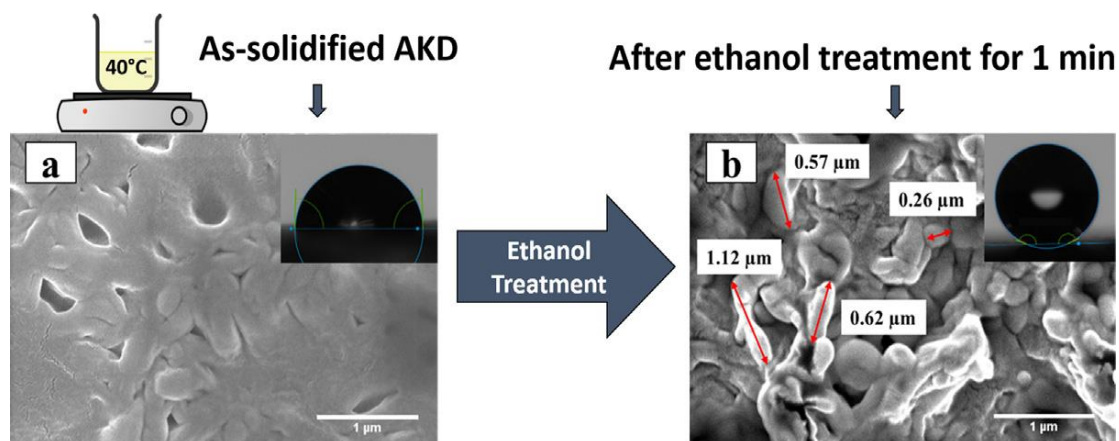 40°C
As-solidified AKD
After ethanol treatment for 1 min
a
1 µm
Ethanol
Treatment
b
0.57 µm
0.26 µm
1.12 µm
0.62 µm
1 µm